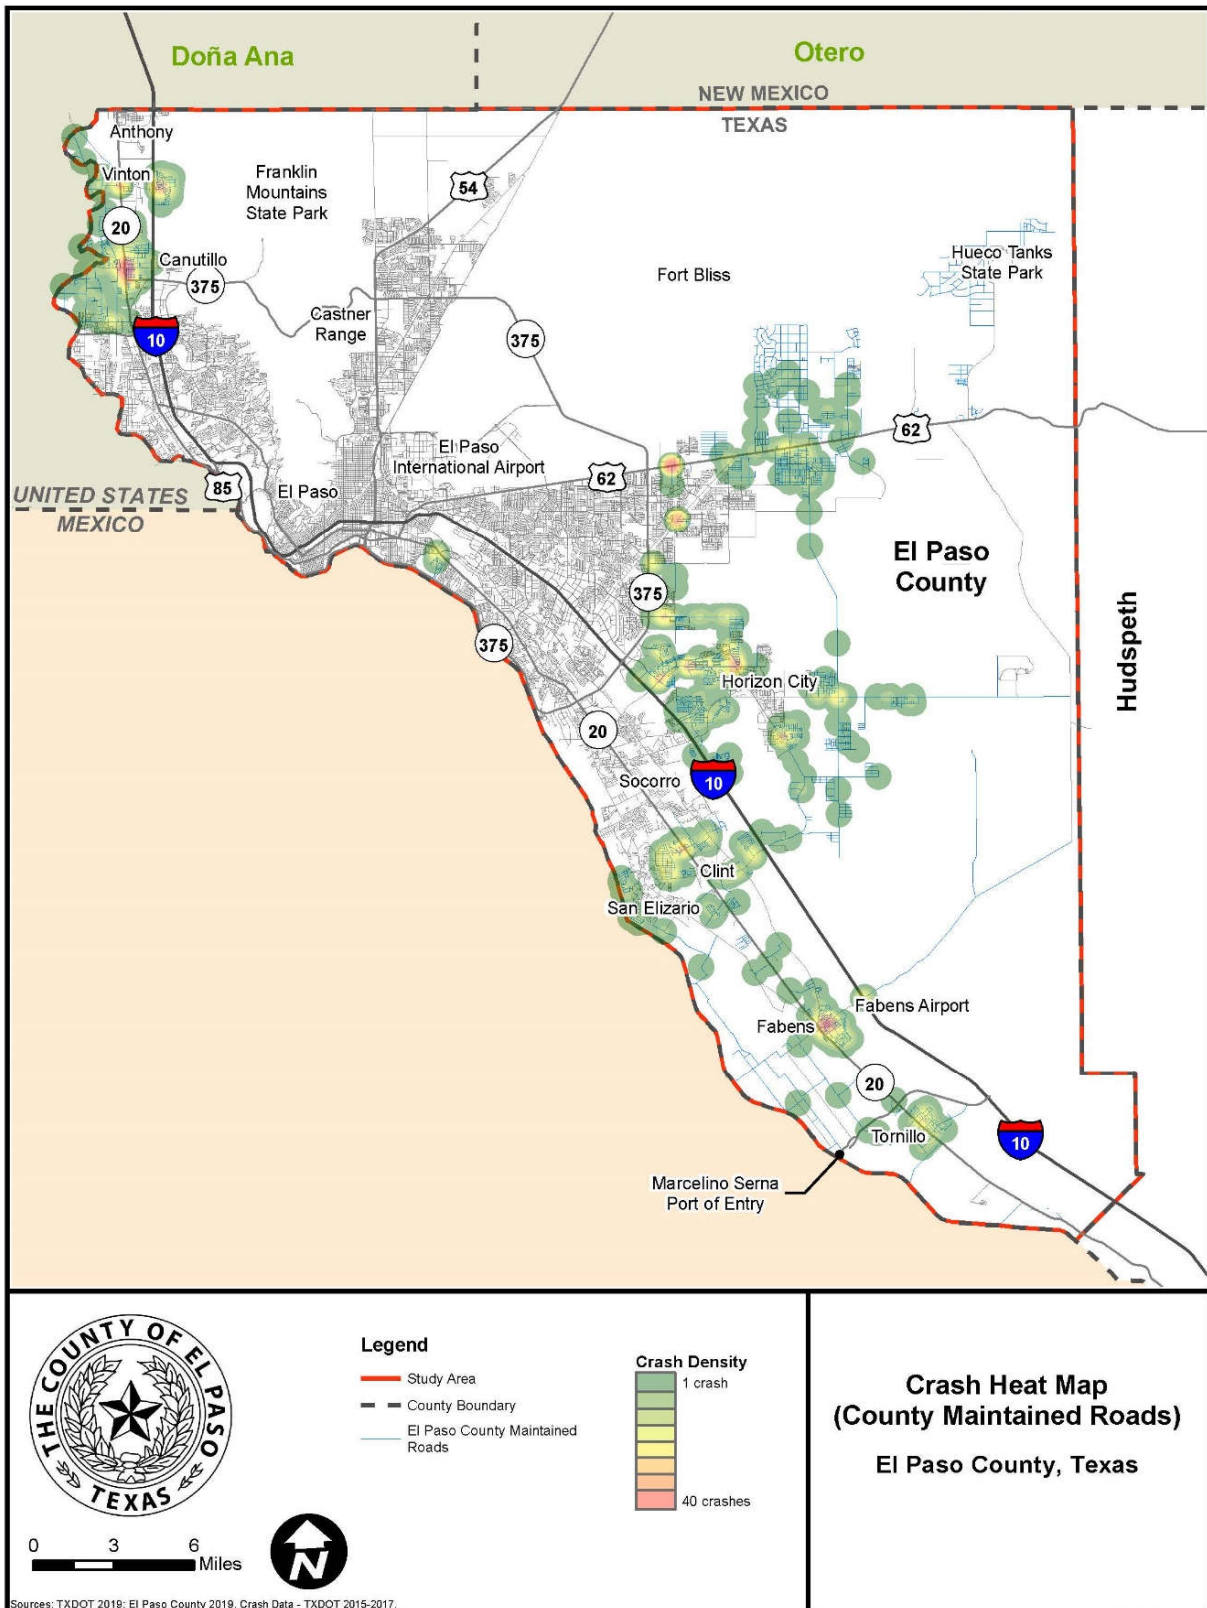 Doña Ana
Otero
NEW MEXICO
TEXAS
Anthony
Vinton
Franklin
Mountains
State Park
54
20
Canutillo
375
Castner
Range
10
Fort Bliss
Hueco Tanks
State Park
375
62
El Paso
International Airport
62
85
El Paso
UNITED STATES
MEXICO
El Paso
County
375
375
Hudspeth
Horizon City
20
Socorro
10
Clint
San Elizario
Fabens Airport
Fabens
20
Tornillo
10
Marcelino Serna
Port of Entry
THE COUNTY OF EL PASO
TEXAS
Legend
Study Area
County Boundary
El Paso County Maintained
Roads
Crash Density
1 crash
40 crashes
0 3 6
Miles
N
Crash Heat Map
(County Maintained Roads)
El Paso County, Texas
Sources: TXDOT 2019; El Paso County 2019, Crash Data - TXDOT 2015-2017.